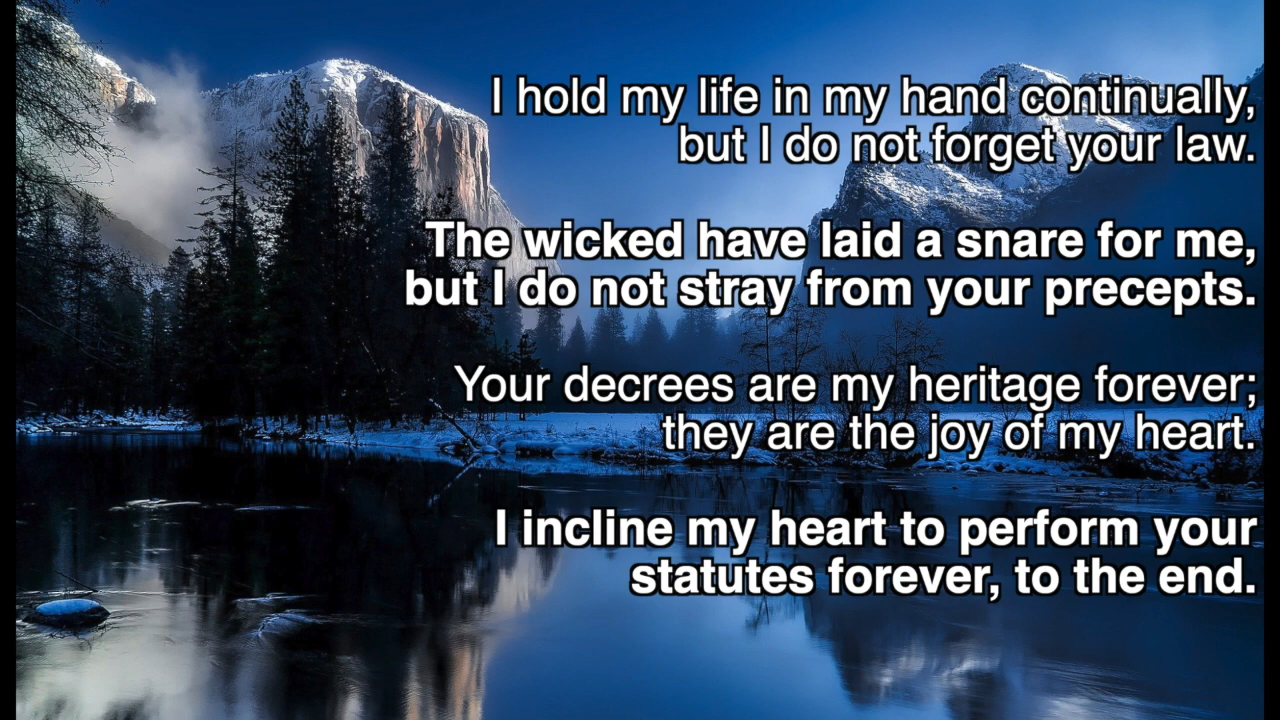 I hold my life in my hand continually,
but I do not forget your law.
The wicked have laid a snare for me,
but I do not stray from your precepts.
Your decrees are my heritage forever;
they are the joy of my heart.
I incline my heart to perform your
statutes forever, to the end.